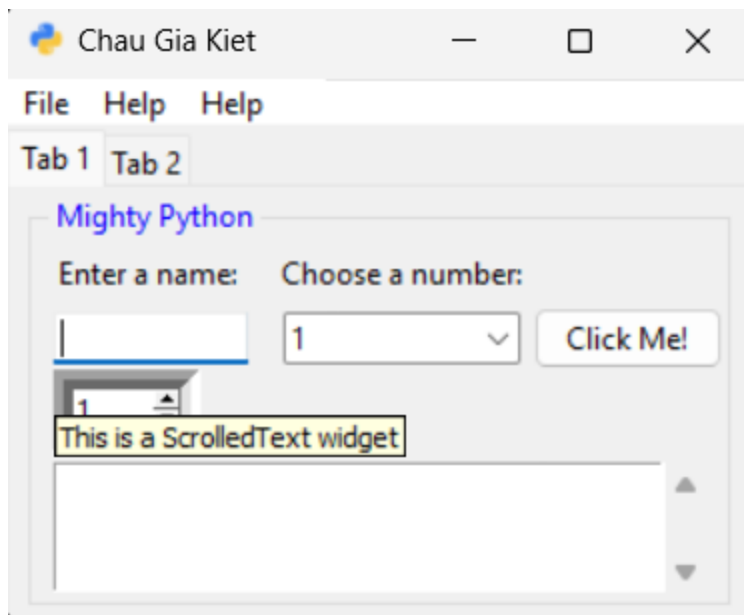 Chau Gia Kiet
File Help Help
Tab 1 Tab 2
Mighty Python
Enter a name: Choose a number:
1 Click Me!
1
This is a ScrolledText widget